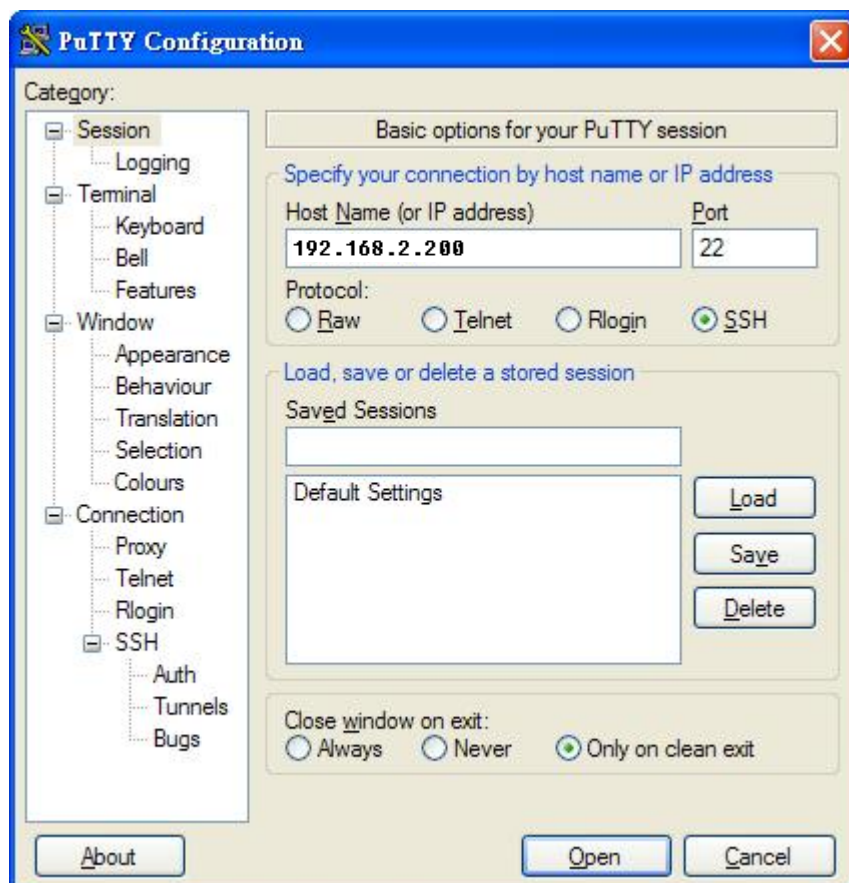 PuTTY Configuration
Category:
Session
Logging
Terminal
Keyboard
Bell
Features
Window
Appearance
Behaviour
Translation
Selection
Colours
Connection
Proxy
Telnet
Rlogin
SSH
Auth
Tunnels
Bugs
Basic options for your PuTTY session
Specify your connection by host name or IP address
Host Name (or IP address) Port
192.168.2.200 22
Protocol:
Raw Telnet Rlogin SSH
Load, save or delete a stored session
Saved Sessions
Default Settings
Load
Save
Delete
Close window on exit:
Always Never Only on clean exit
About Open Cancel